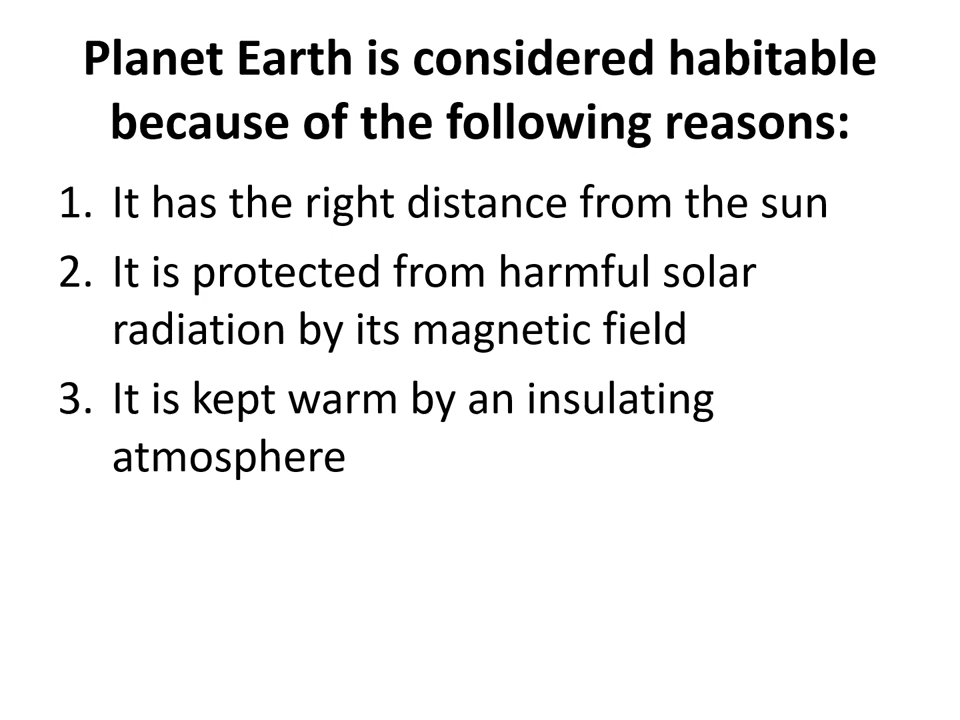 Planet Earth is considered habitable
because of the following reasons:
1. It has the right distance from the sun
2. It is protected from harmful solar
radiation by its magnetic field
3. It is kept warm by an insulating
atmosphere